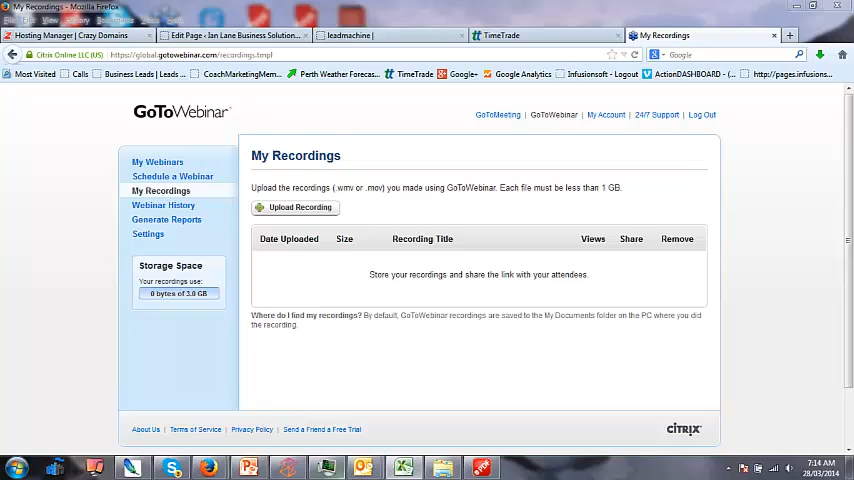 My Recordings - Mozilla Firefox
File Edit View History Bookmarks Tools Help
Hosting Manager | Crazy Domains
Edit Page ‹ Ian Lane Business Solution...
leadmachine |
TimeTrade
My Recordings
Citrix Online LLC (US)
https://global.gotowebinar.com/recordings.tmpl
Google
Most Visited
Calls
Business Leads | Leads ...
CoachMarketingMem...
Perth Weather Forecas...
TimeTrade
Google+
Google Analytics
Infusionsoft - Logout
ActionDASHBOARD - (...
http://pages.infusions...
GoToWebinar
GoToMeeting | GoToWebinar | My Account | 24/7 Support | Log Out
My Webinars
Schedule a Webinar
My Recordings
Webinar History
Generate Reports
Settings
Storage Space
Your recordings use:
0 bytes of 3.0 GB
My Recordings
Upload the recordings (.wmv or .mov) you made using GoToWebinar. Each file must be less than 1 GB.
Upload Recording
Date Uploaded Size Recording Title Views Share Remove
Store your recordings and share the link with your attendees.
Where do I find my recordings? By default, GoToWebinar recordings are saved to the My Documents folder on the PC where you did
the recording.
About Us | Terms of Service | Privacy Policy | Send a Friend a Free Trial
CITRIX
7:14 AM
28/03/2014